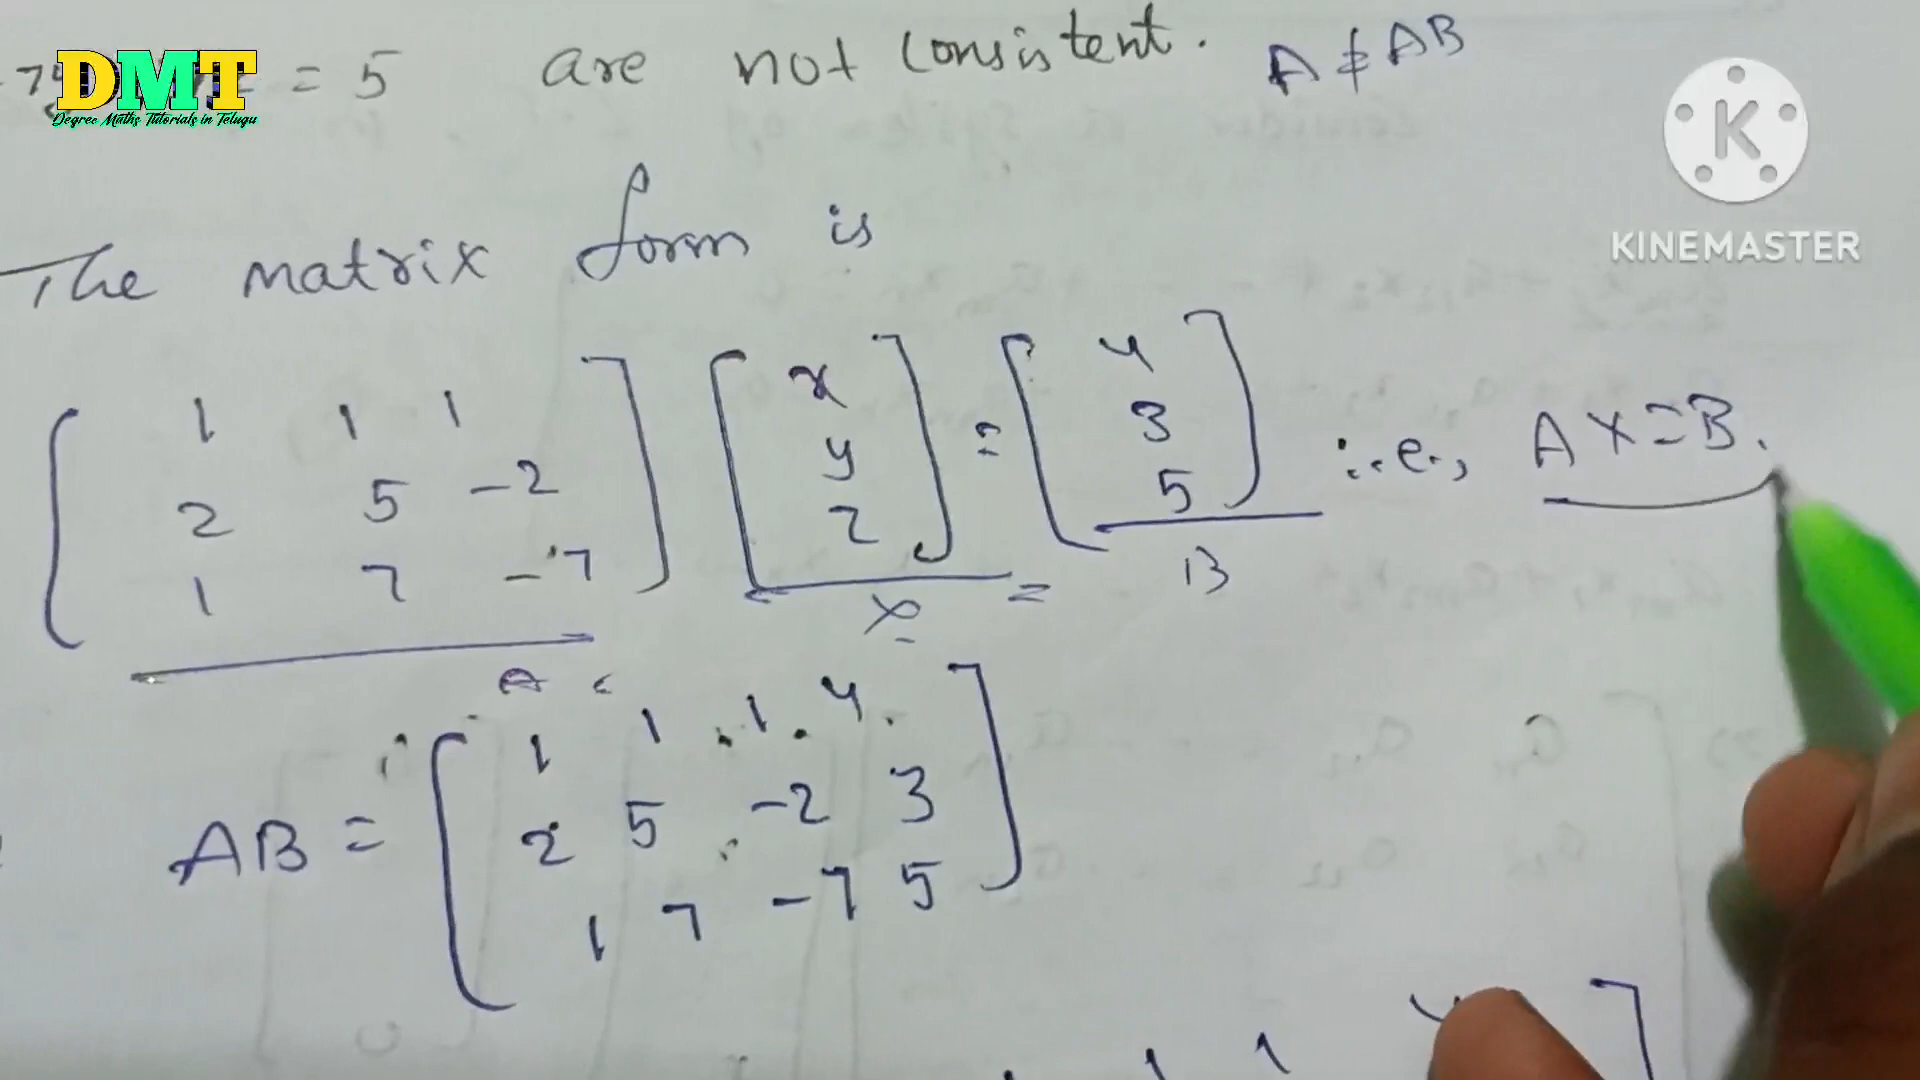 = 5 are not consistent. A ≠ AB
DMT
Degree Maths Tutorials in Telugu
K
KINEMASTER
The matrix form is
[ 1 1 1 ] [ x ] = [ 4 ]
[ 2 5 -2 ] [ y ] [ 3 ] i.e., AX=B.
[ 1 7 -7 ] [ z ] [ 5 ]
A X = B
[ 1 1 1 4 ]
AB = [ 2 5 -2 3 ]
[ 1 7 -7 5 ]